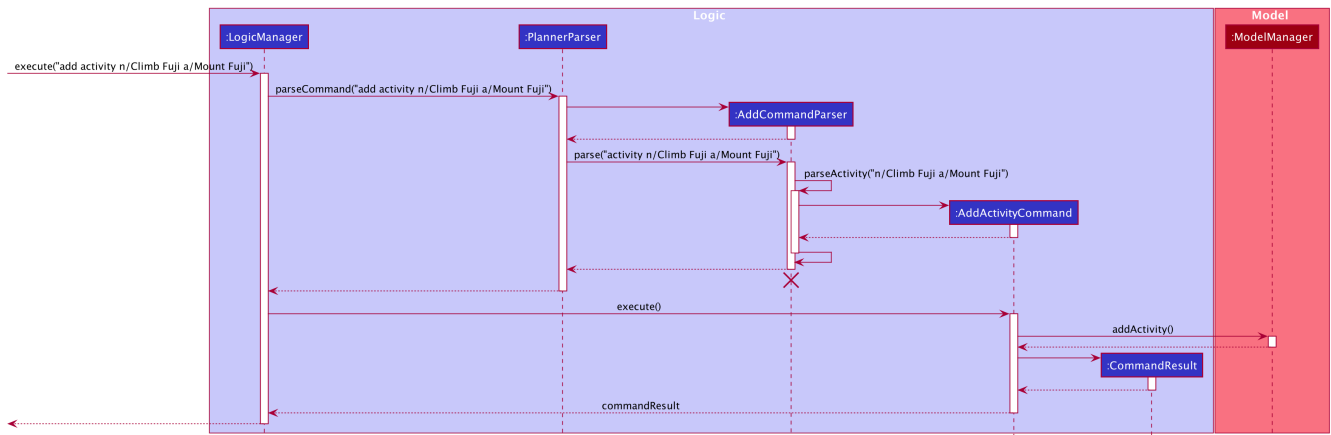 Logic
Model
:LogicManager
:PlannerParser
:ModelManager
execute("add activity n/Climb Fuji a/Mount Fuji")
parseCommand("add activity n/Climb Fuji a/Mount Fuji")
:AddCommandParser
parse("activity n/Climb Fuji a/Mount Fuji")
parseActivity("n/Climb Fuji a/Mount Fuji")
:AddActivityCommand
execute()
addActivity()
:CommandResult
commandResult